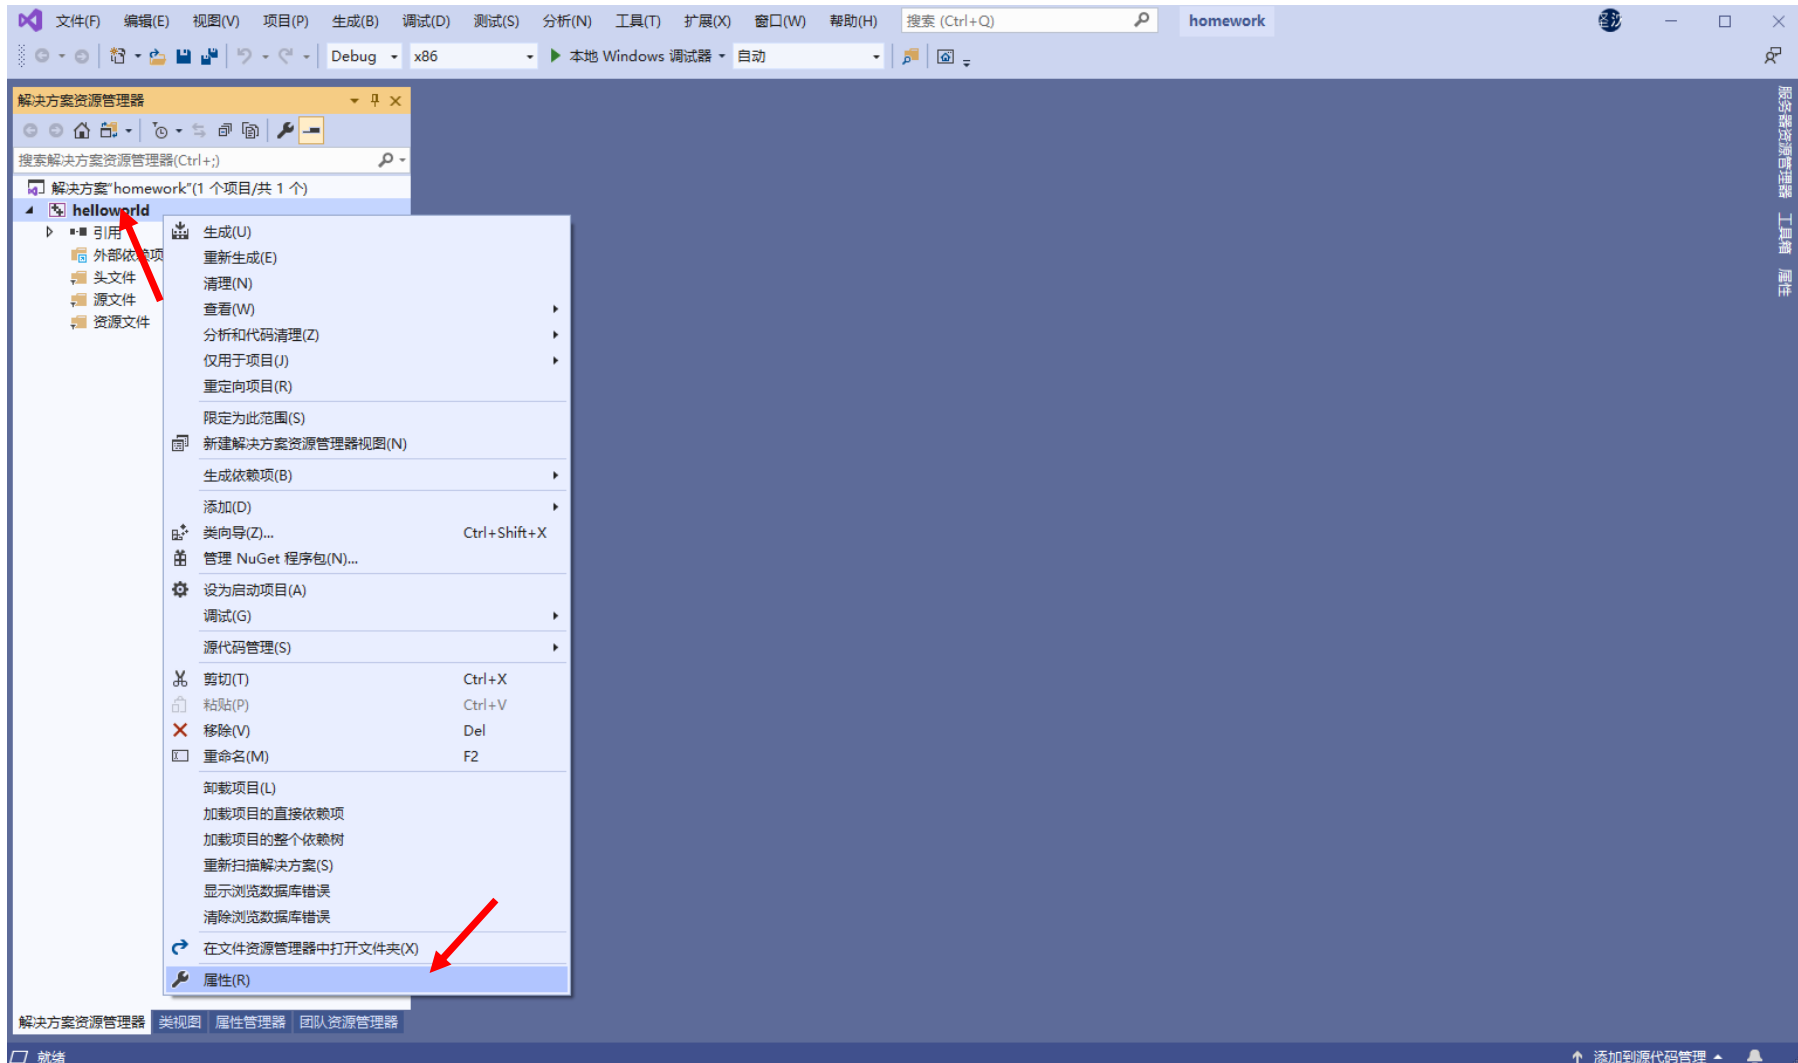 文件(F) 编辑(E) 视图(V) 项目(P) 生成(B) 调试(D) 测试(S) 分析(N) 工具(T) 扩展(X) 窗口(W) 帮助(H) 搜索 (Ctrl+Q) homework
Debug x86 本地 Windows 调试器 自动
解决方案资源管理器
搜索解决方案资源管理器(Ctrl+;)
解决方案"homework"(1 个项目/共 1 个)
helloworld
引用
外部依赖项
头文件
源文件
资源文件
生成(U)
重新生成(E)
清理(N)
查看(W)
分析和代码清理(Z)
仅用于项目(J)
重定向项目(R)
限定为此范围(S)
新建解决方案资源管理器视图(N)
生成依赖项(B)
添加(D)
类向导(Z)... Ctrl+Shift+X
管理 NuGet 程序包(N)...
设为启动项目(A)
调试(G)
源代码管理(S)
剪切(T) Ctrl+X
粘贴(P) Ctrl+V
移除(V) Del
重命名(M) F2
卸载项目(L)
加载项目的直接依赖项
加载项目的整个依赖树
重新扫描解决方案(S)
显示浏览数据库错误
清除浏览数据库错误
在文件资源管理器中打开文件夹(X)
属性(R)
解决方案资源管理器 类视图 属性管理器 团队资源管理器
就绪 添加到源代码管理
服务器资源管理器
工具箱
属性